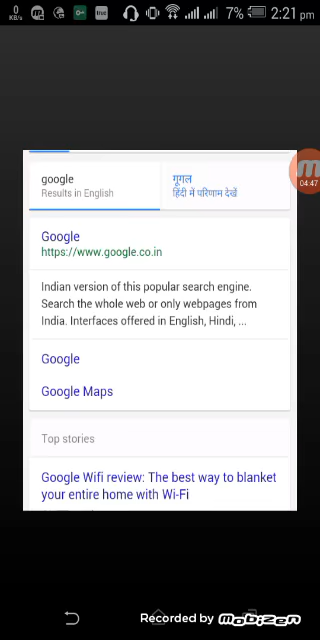 0
KB/s
7%
2:21 pm
04:47
google
Results in English
गूगल
हिंदी में परिणाम देखें
Google
https://www.google.co.in
Indian version of this popular search engine.
Search the whole web or only webpages from
India. Interfaces offered in English, Hindi, ...
Google
Google Maps
Top stories
Google Wifi review: The best way to blanket
your entire home with Wi-Fi
Recorded by MOBIZEN